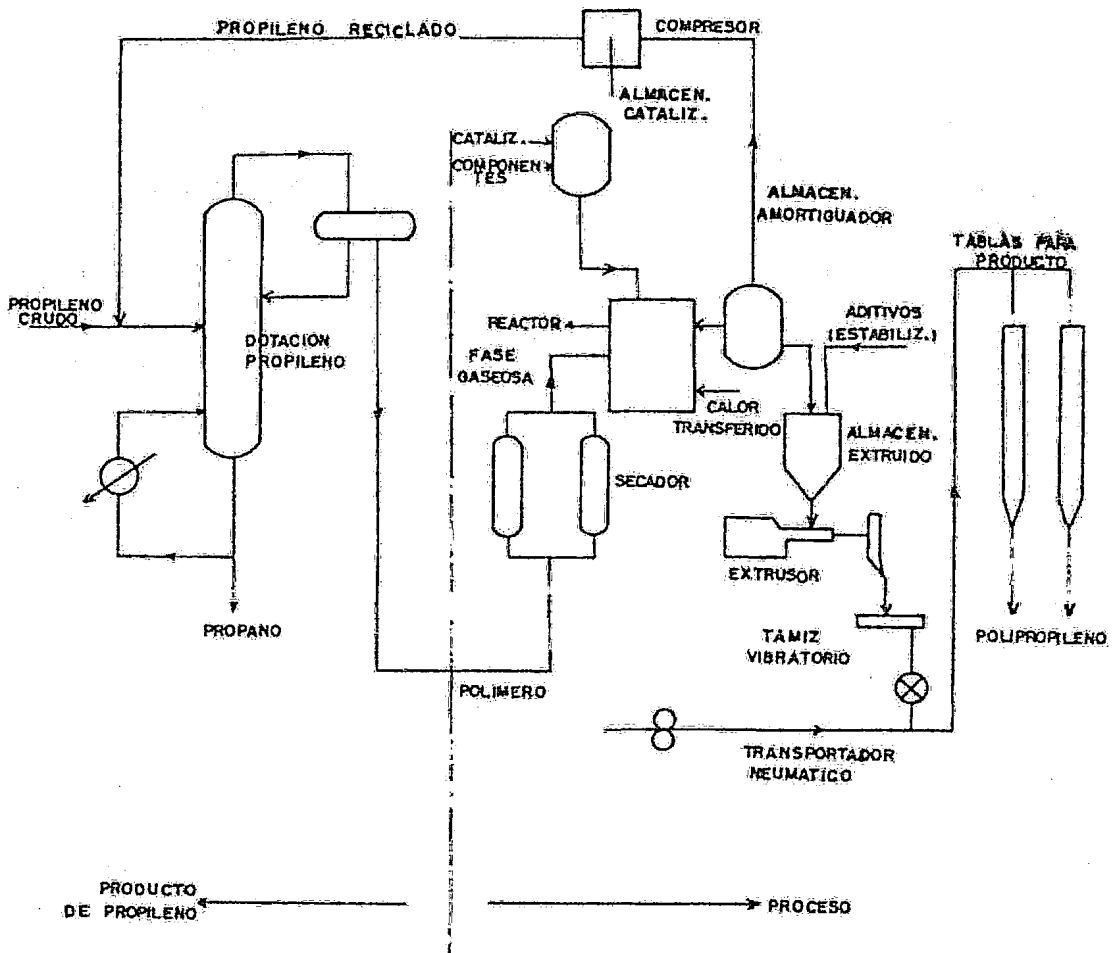 PROPILENO RECICLADO
COMPRESOR
ALMACEN.
CATALIZ.
CATALIZ.
COMPONEN
TES
ALMACEN.
AMORTIGUADOR
TABLAS PARA
PRODUCTO
PROPILENO
CRUDO
DOTACION
PROPILENO
REACTOR
ADITIVOS
(ESTABILIZ.)
FASE
GASEOSA
CALOR
TRANSFERIDO
ALMACEN.
EXTRUIDO
SECADOR
EXTRUSOR
PROPANO
TAMIZ
VIBRATORIO
POLIPROPILENO
POLIMERO
TRANSPORTADOR
NEUMATICO
PRODUCTO
DE PROPILENO
PROCESO